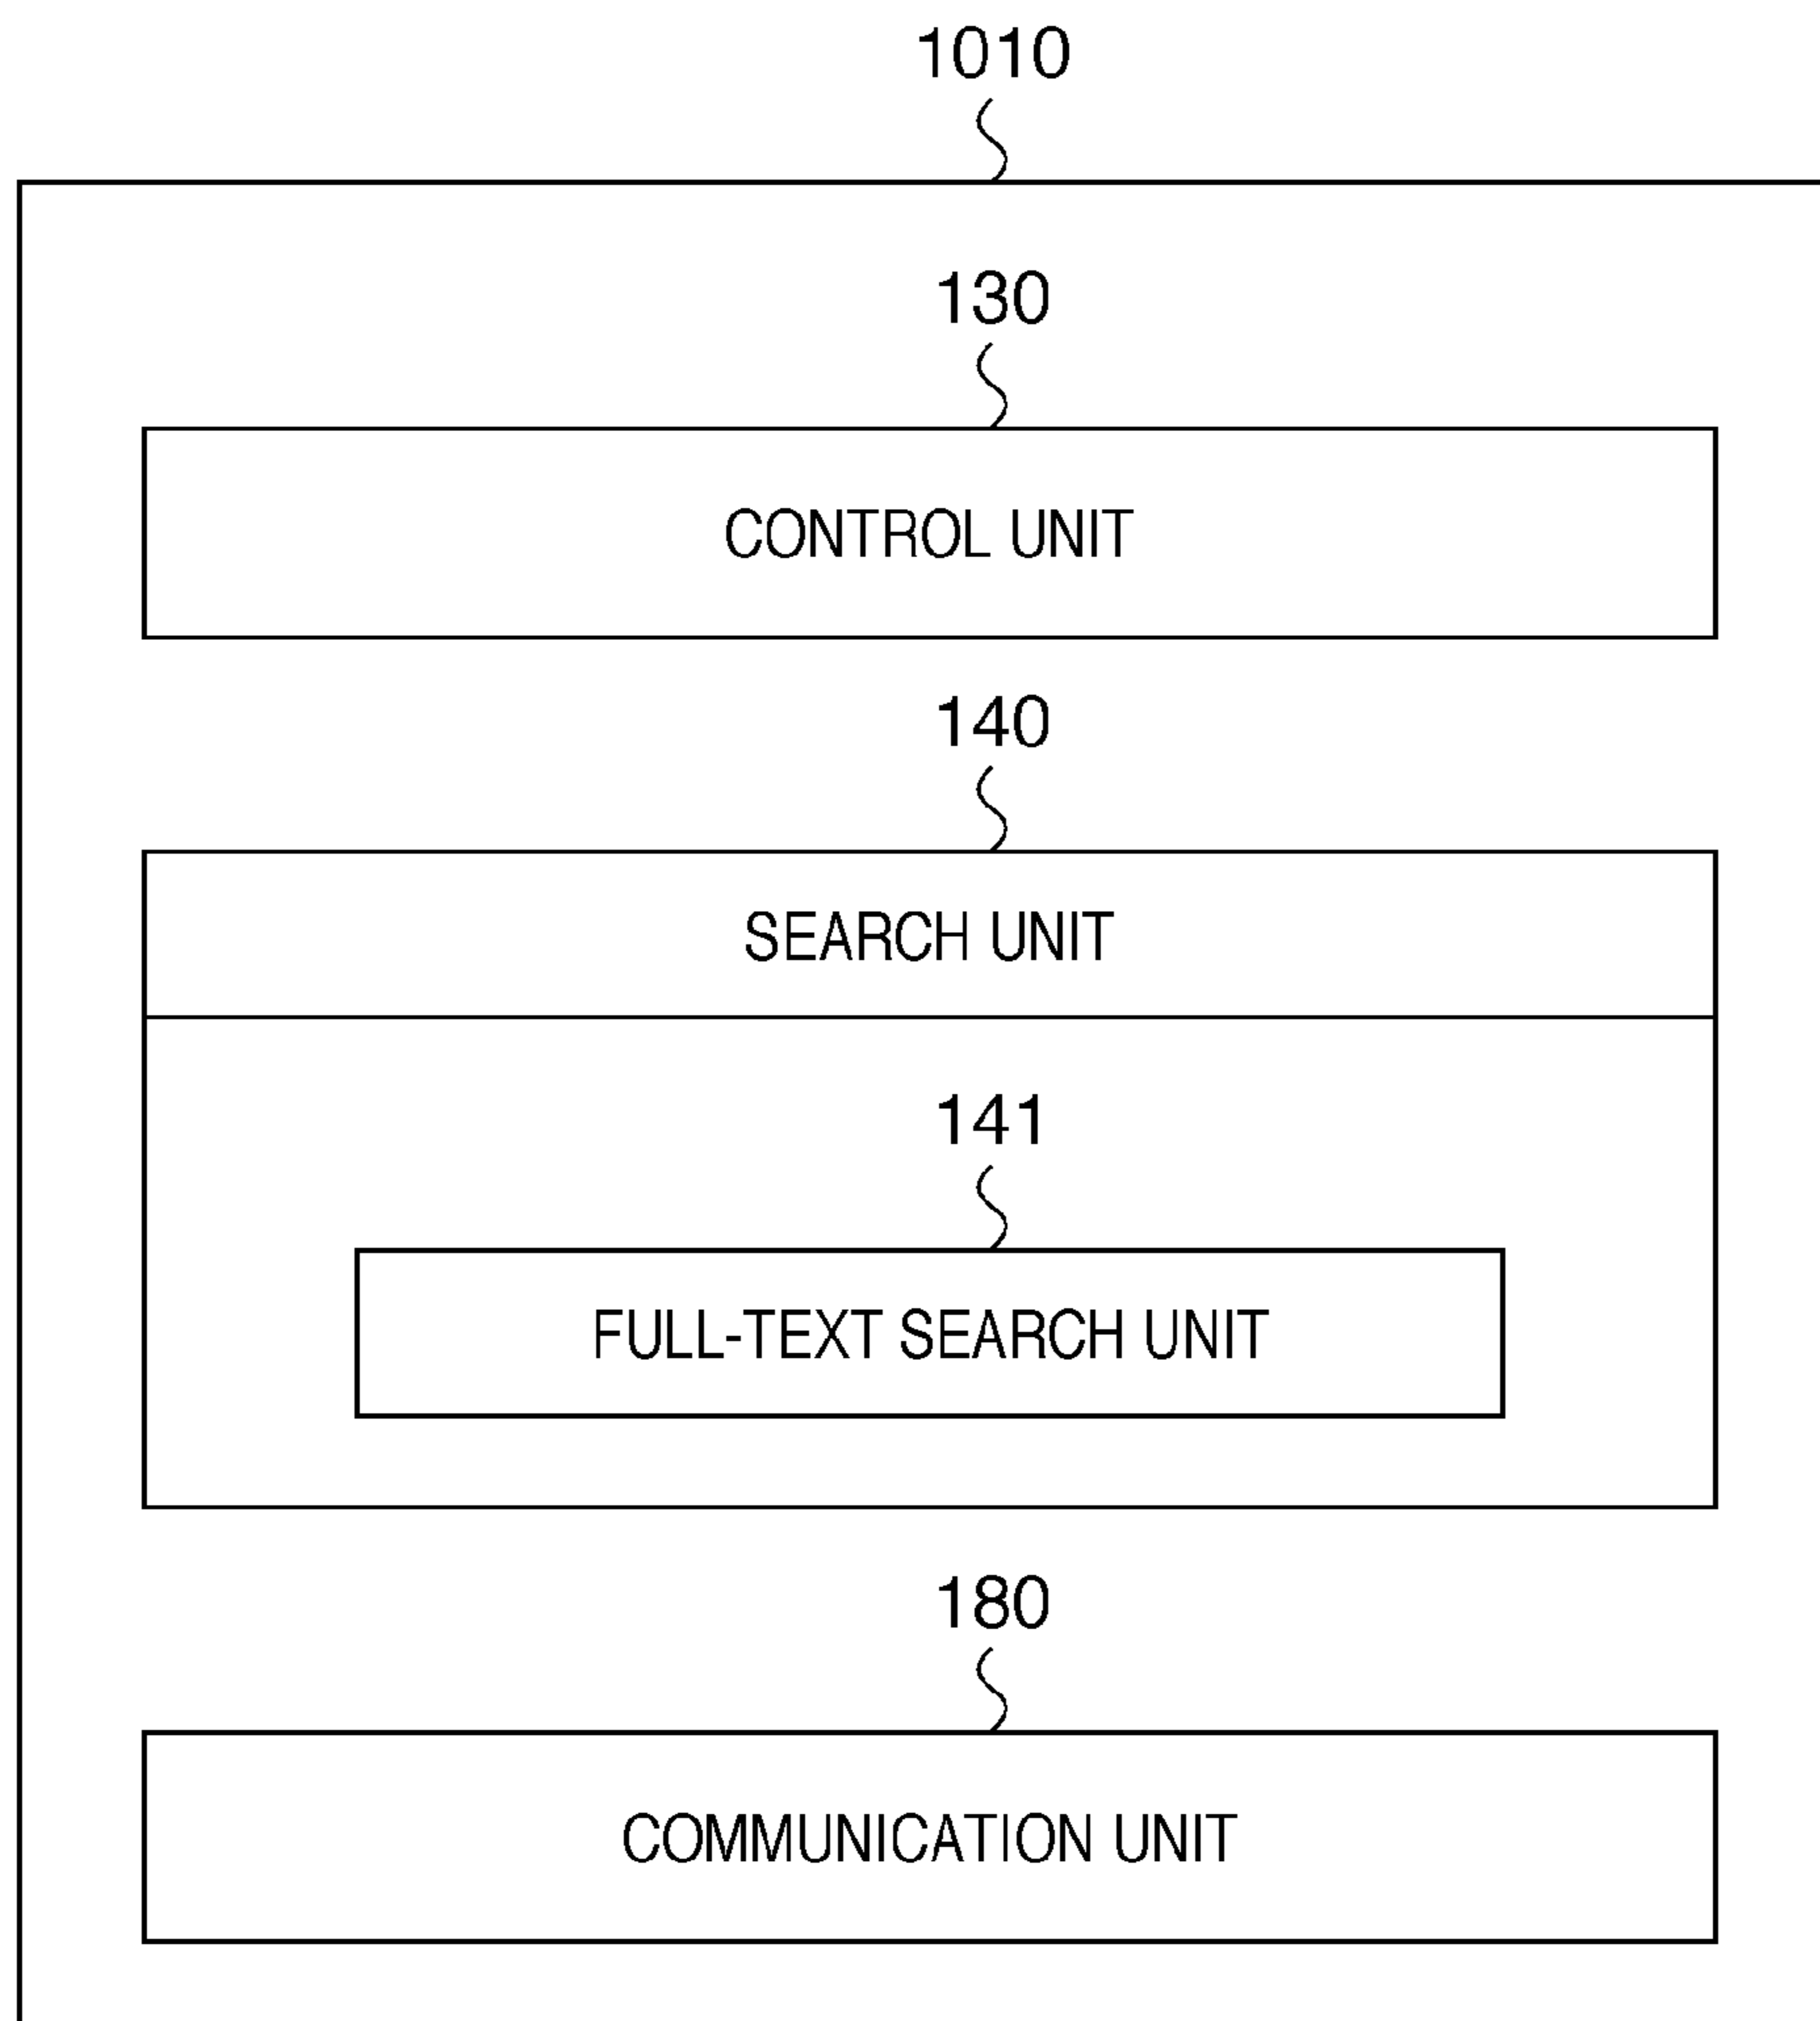 1010
130
CONTROL UNIT
140
SEARCH UNIT
141
FULL-TEXT SEARCH UNIT
180
COMMUNICATION UNIT